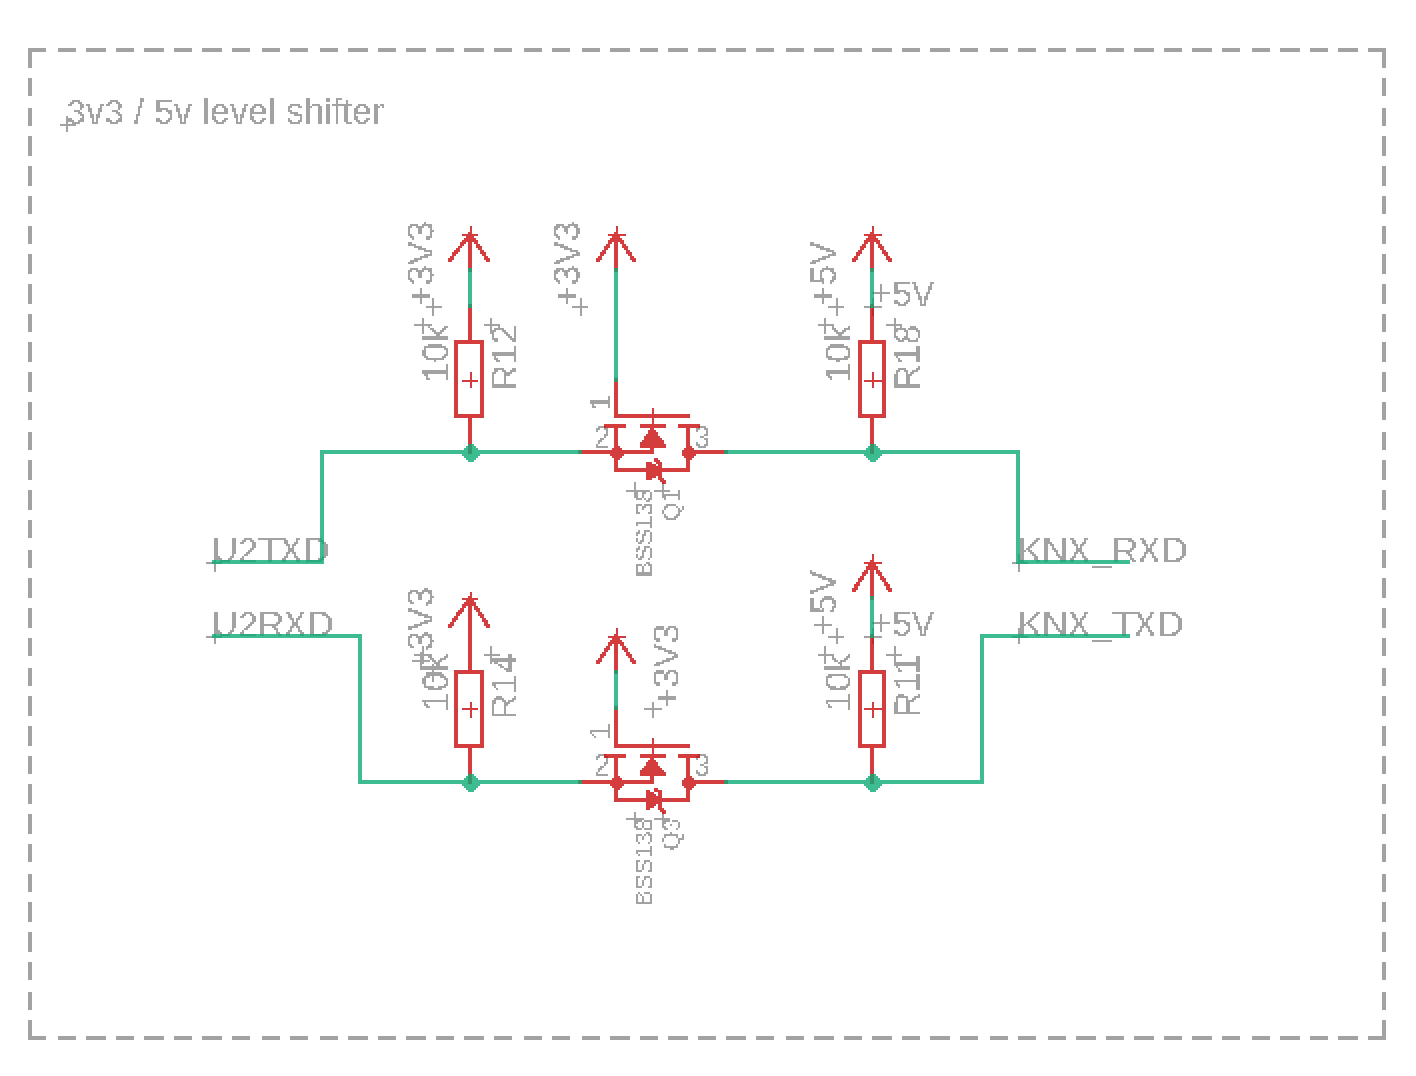 3v3 / 5v level shifter
+3V3
+3V3
+5V
+5V
10k
R12
10k
R18
1
2
3
BSS138
Q1
U2TXD
KNX_RXD
U2RXD
KNX_TXD
+3V3
+3V3
+5V
+5V
10k
R14
10k
R11
1
2
3
BSS138
Q3